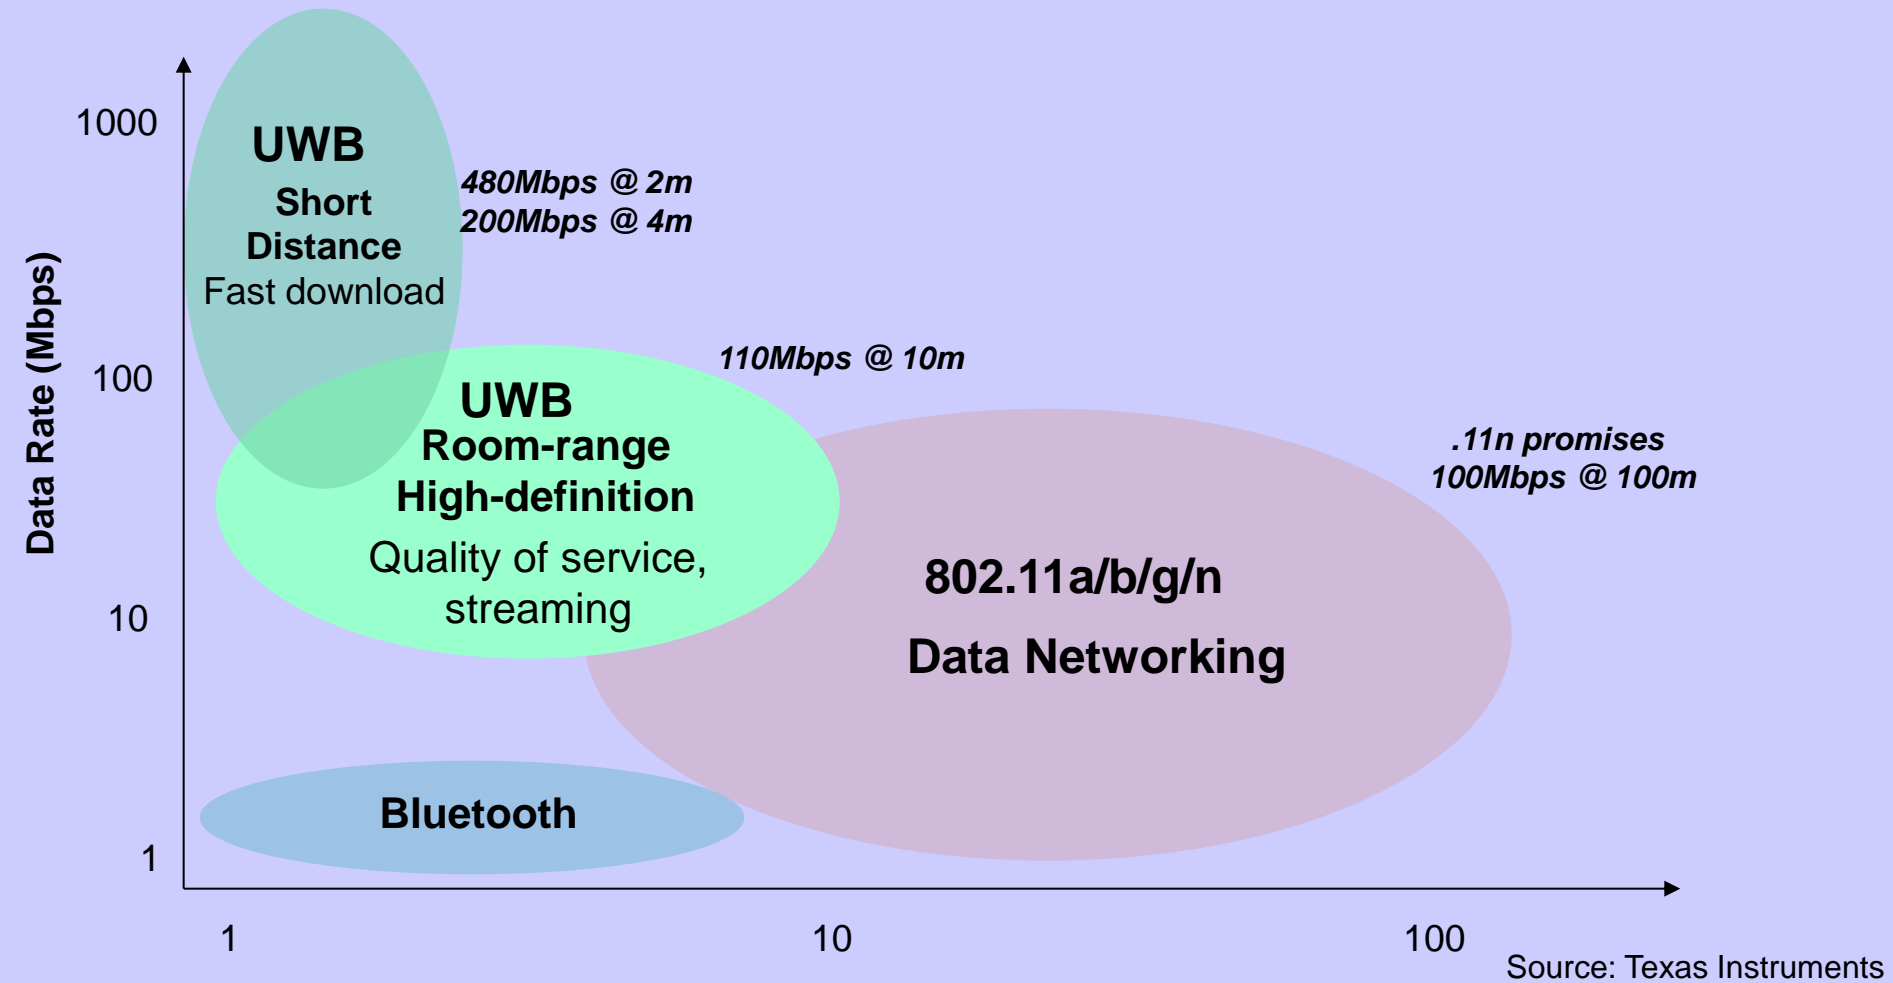 1000
UWB
Short
Distance
Fast download
480Mbps @ 2m
200Mbps @ 4m
Data Rate (Mbps)
100
110Mbps @ 10m
UWB
Room-range
High-definition
Quality of service,
streaming
.11n promises
100Mbps @ 100m
10
802.11a/b/g/n
Data Networking
Bluetooth
1
1
10
100
Source: Texas Instruments